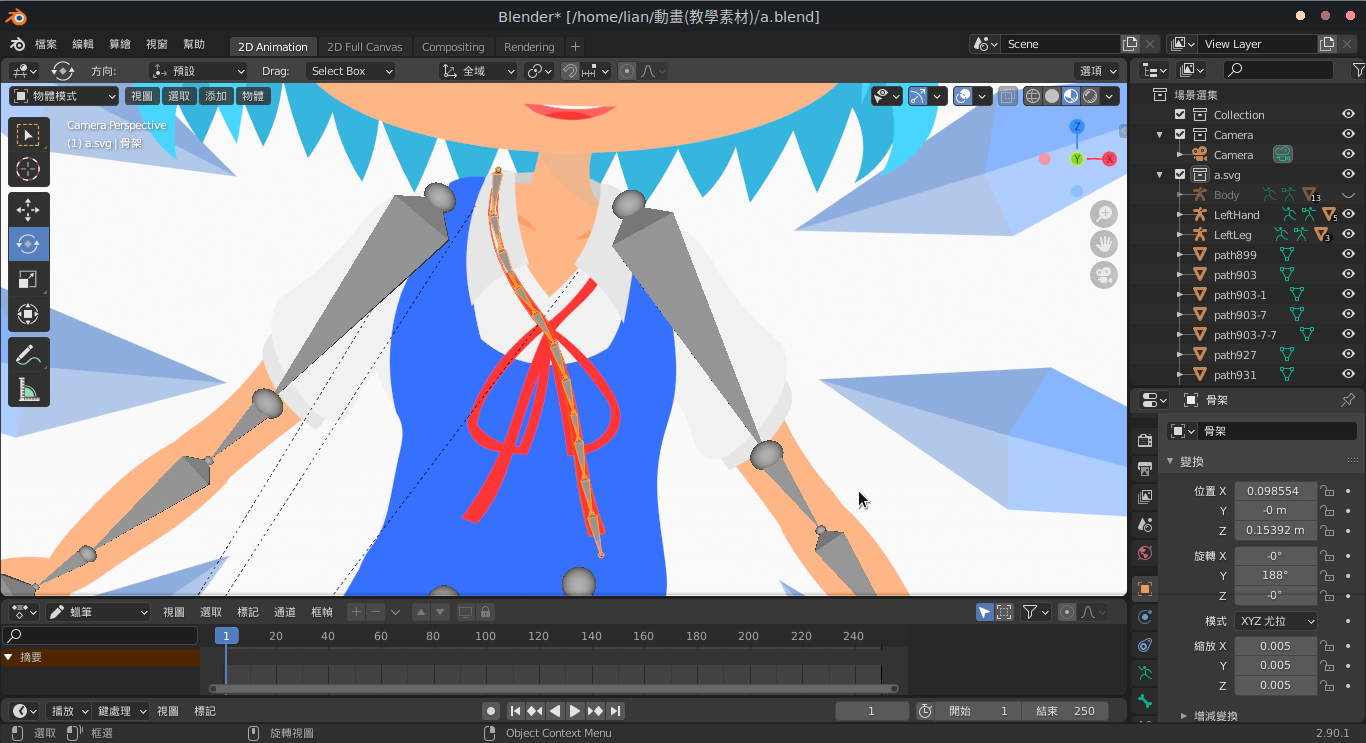 Blender* [/home/lian/動畫(教學素材)/a.blend]
檔案 編輯 算繪 視窗 幫助 2D Animation 2D Full Canvas Compositing Rendering + Scene View Layer
方向: 預設 Drag: Select Box 全域 選項
物體模式 視圖 選取 添加 物體
Camera Perspective
(1) a.svg | 骨架
Z
Y
X
場景選集
Collection
Camera
Camera
a.svg
Body 13
LeftHand 5
LeftLeg 3
path899
path903
path903-1
path903-7
path903-7-7
path927
path931
骨架
骨架
變換
位置 X 0.098554
Y -0 m
Z 0.15392 m
旋轉 X -0°
Y 188°
Z -0°
模式 XYZ 尤拉
縮放 X 0.005
Y 0.005
Z 0.005
增減變換
蠟筆 視圖 選取 標記 通道 框幀
1 20 40 60 80 100 120 140 160 180 200 220 240
摘要
播放 鍵處理 視圖 標記 1 開始 1 結束 250
選取 框選 旋轉視圖 Object Context Menu 2.90.1